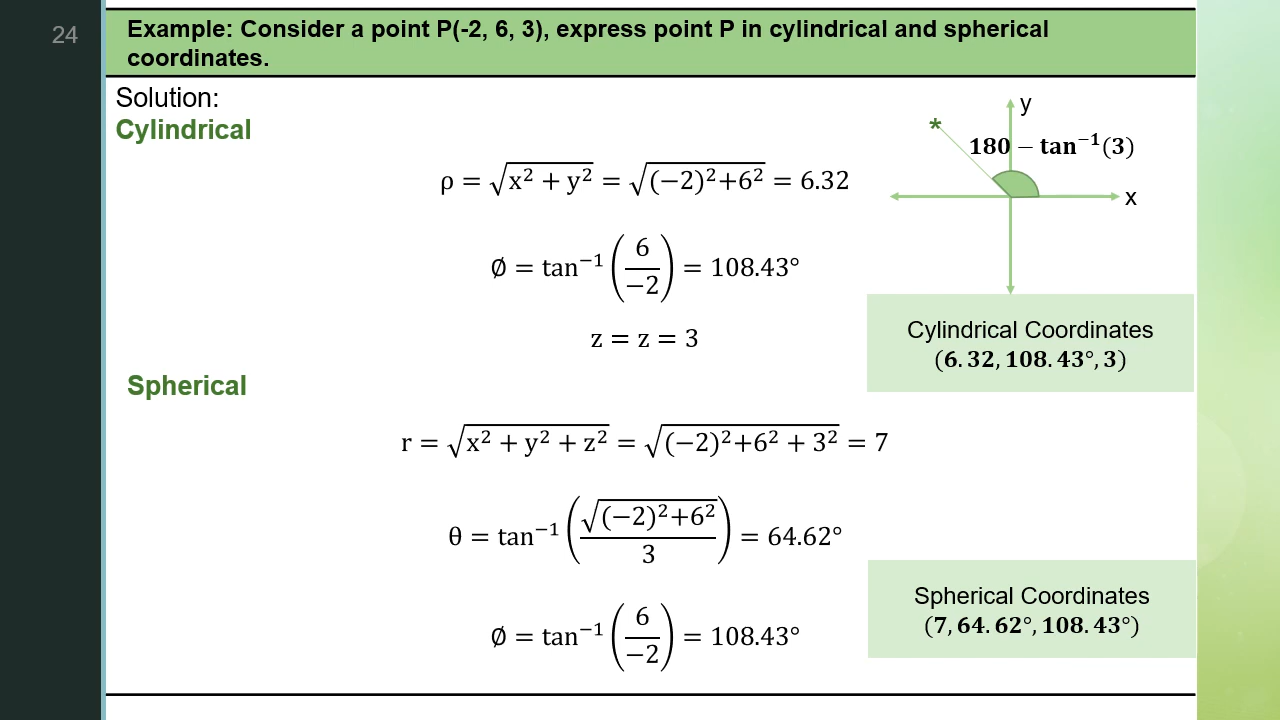 24
Example: Consider a point P(-2, 6, 3), express point P in cylindrical and spherical
coordinates.
Solution:
Cylindrical
y
*
180 − tan⁻¹(3)
x
ρ = √(x² + y²) = √((−2)²+6²) = 6.32
∅ = tan⁻¹(6/−2) = 108.43°
z = z = 3
Cylindrical Coordinates
(6.32, 108.43°, 3)
Spherical
r = √(x² + y² + z²) = √((−2)²+6² + 3²) = 7
θ = tan⁻¹(√((−2)²+6²)/3) = 64.62°
Spherical Coordinates
(7, 64.62°, 108.43°)
∅ = tan⁻¹(6/−2) = 108.43°